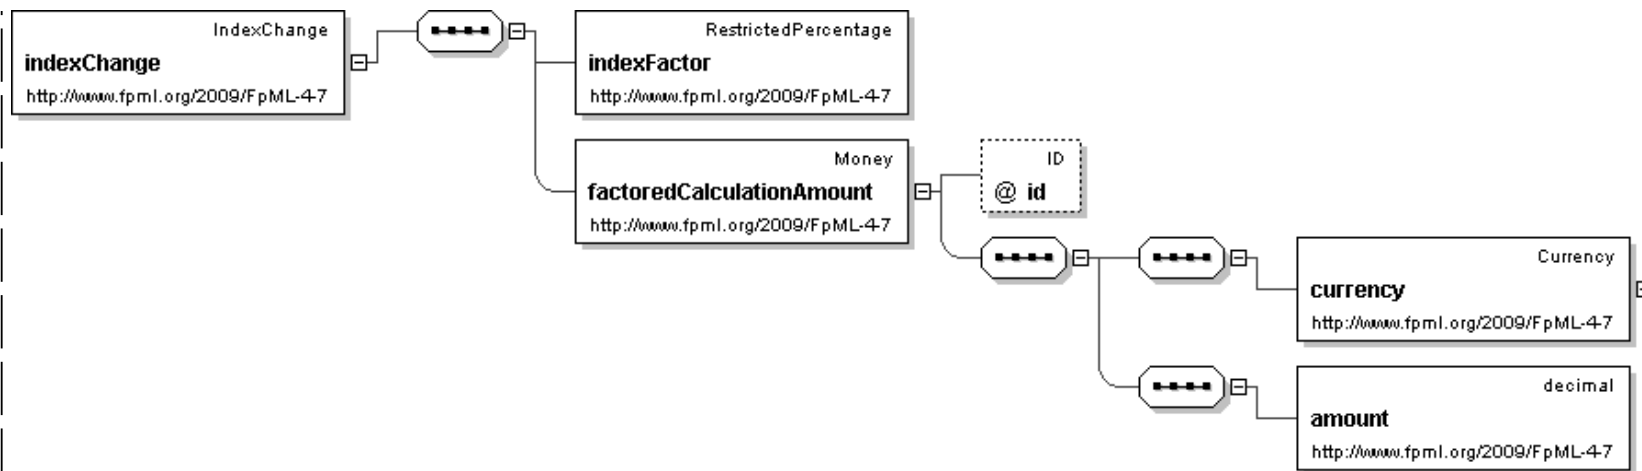 IndexChange
indexChange
http://www.fpml.org/2009/FpML-4-7
RestrictedPercentage
indexFactor
http://www.fpml.org/2009/FpML-4-7
Money
factoredCalculationAmount
http://www.fpml.org/2009/FpML-4-7
ID
@ id
Currency
currency
http://www.fpml.org/2009/FpML-4-7
decimal
amount
http://www.fpml.org/2009/FpML-4-7